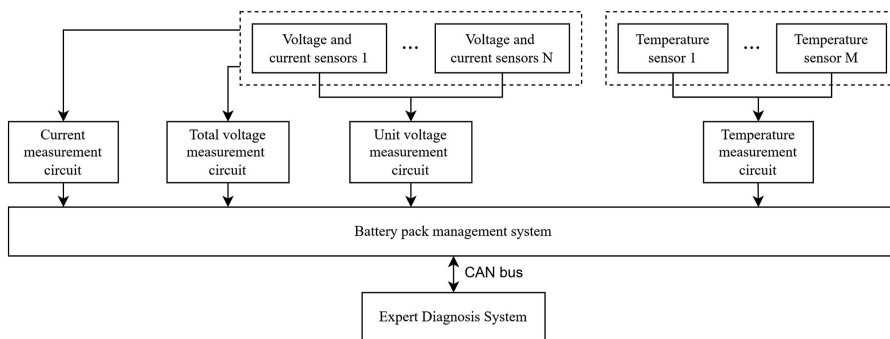 Voltage and
current sensors 1
...
Voltage and
current sensors N
Temperature
sensor 1
...
Temperature
sensor M
Current
measurement
circuit
Total voltage
measurement
circuit
Unit voltage
measurement
circuit
Temperature
measurement
circuit
Battery pack management system
CAN bus
Expert Diagnosis System